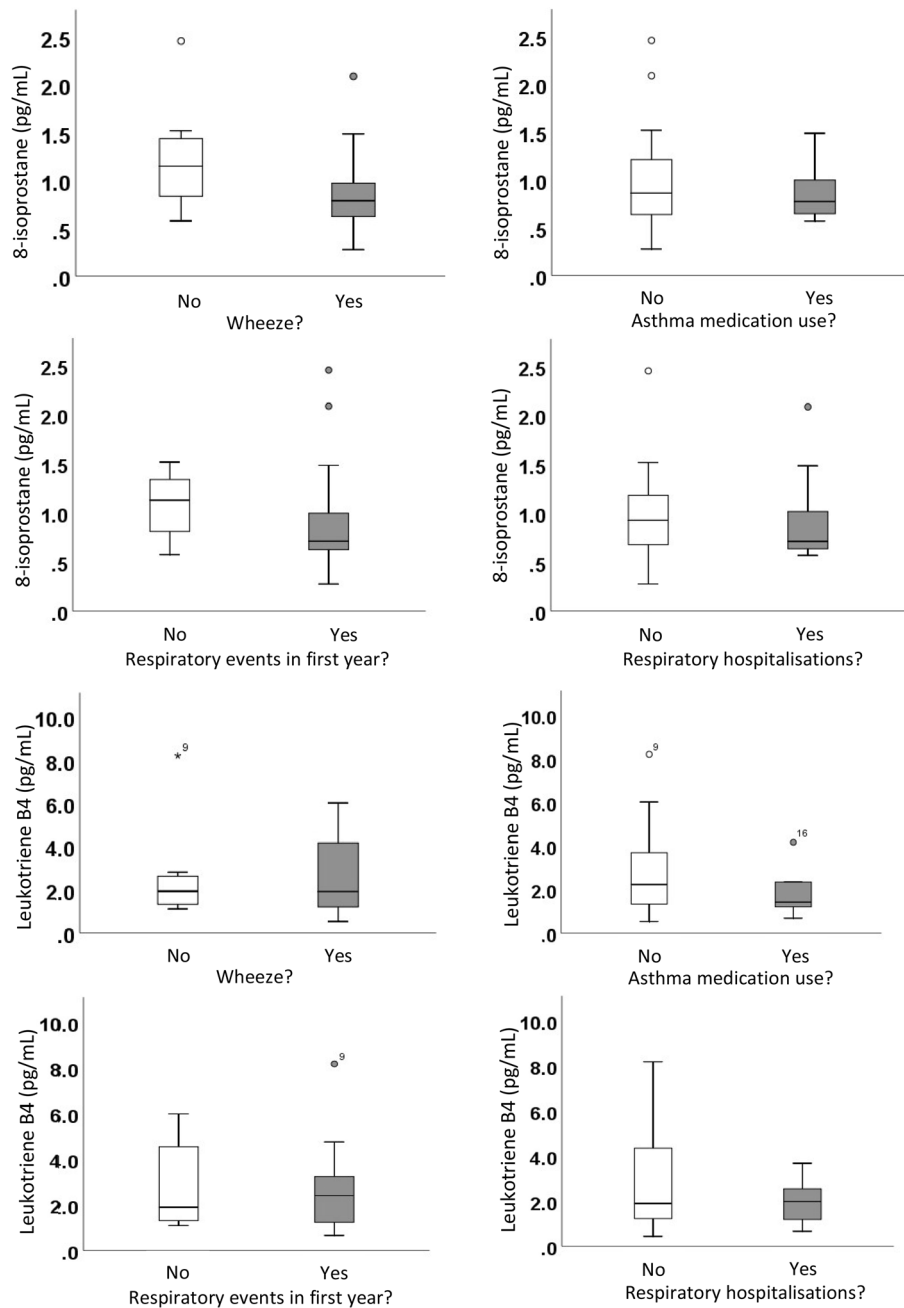 2.5
2.0
1.5
1.0
.5
.0
8-isoprostane (pg/mL)
No Yes
Wheeze?
2.5
2.0
1.5
1.0
.5
.0
8-isoprostane (pg/mL)
No Yes
Asthma medication use?
2.5
2.0
1.5
1.0
.5
.0
8-isoprostane (pg/mL)
No Yes
Respiratory events in first year?
2.5
2.0
1.5
1.0
.5
.0
8-isoprostane (pg/mL)
No Yes
Respiratory hospitalisations?
10.0
8.0
6.0
4.0
2.0
.0
Leukotriene B4 (pg/mL)
9
No Yes
Wheeze?
10.0
8.0
6.0
4.0
2.0
.0
Leukotriene B4 (pg/mL)
9
16
No Yes
Asthma medication use?
10.0
8.0
6.0
4.0
2.0
.0
Leukotriene B4 (pg/mL)
9
No Yes
Respiratory events in first year?
10.0
8.0
6.0
4.0
2.0
.0
Leukotriene B4 (pg/mL)
No Yes
Respiratory hospitalisations?